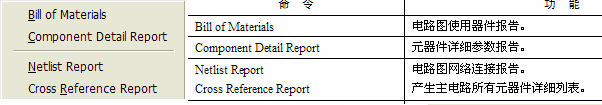 Bill of Materials
Component Detail Report
Netlist Report
Cross Reference Report
命 令 功 能
Bill of Materials 电路图使用器件报告。
Component Detail Report 元器件详细参数报告。
Netlist Report 电路图网络连接报告。
Cross Reference Report 产生主电路所有元器件详细列表。